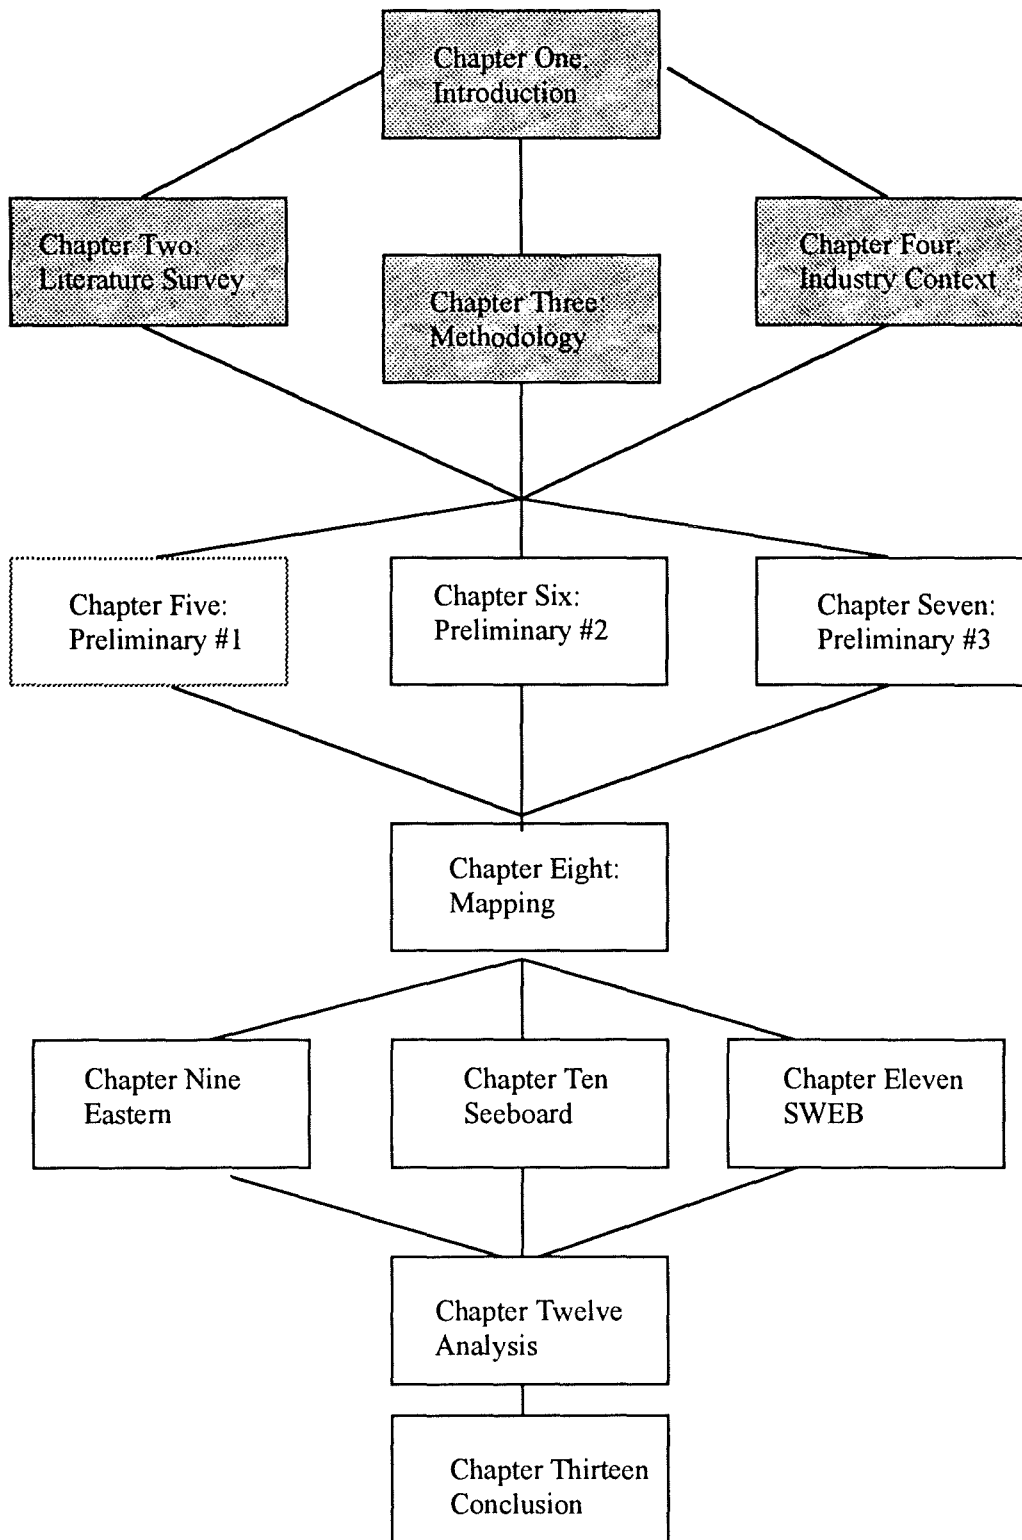 Chapter One,
Introduction
Chapter Two:
Literature Survey
Chapter Three:
Methodology
Chapter Four:
Industry Context
Chapter Five:
Preliminary #1
Chapter Six:
Preliminary #2
Chapter Seven:
Preliminary #3
Chapter Eight:
Mapping
Chapter Nine
Eastern
Chapter Ten
Seeboard
Chapter Eleven
SWEB
Chapter Twelve
Analysis
Chapter Thirteen
Conclusion